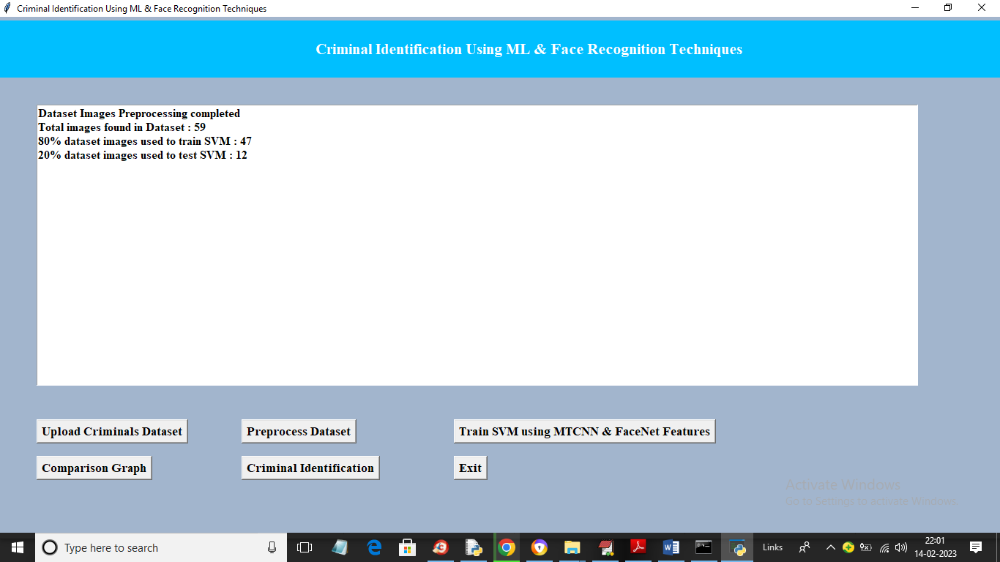 Criminal Identification Using ML & Face Recognition Techniques
Criminal Identification Using ML & Face Recognition Techniques
Dataset Images Preprocessing completed
Total images found in Dataset : 59
80% dataset images used to train SVM : 47
20% dataset images used to test SVM : 12
Upload Criminals Dataset
Preprocess Dataset
Train SVM using MTCNN & FaceNet Features
Comparison Graph
Criminal Identification
Exit
Activate Windows
Go to Settings to activate Windows.
Type here to search
Links
22:01
14-02-2023